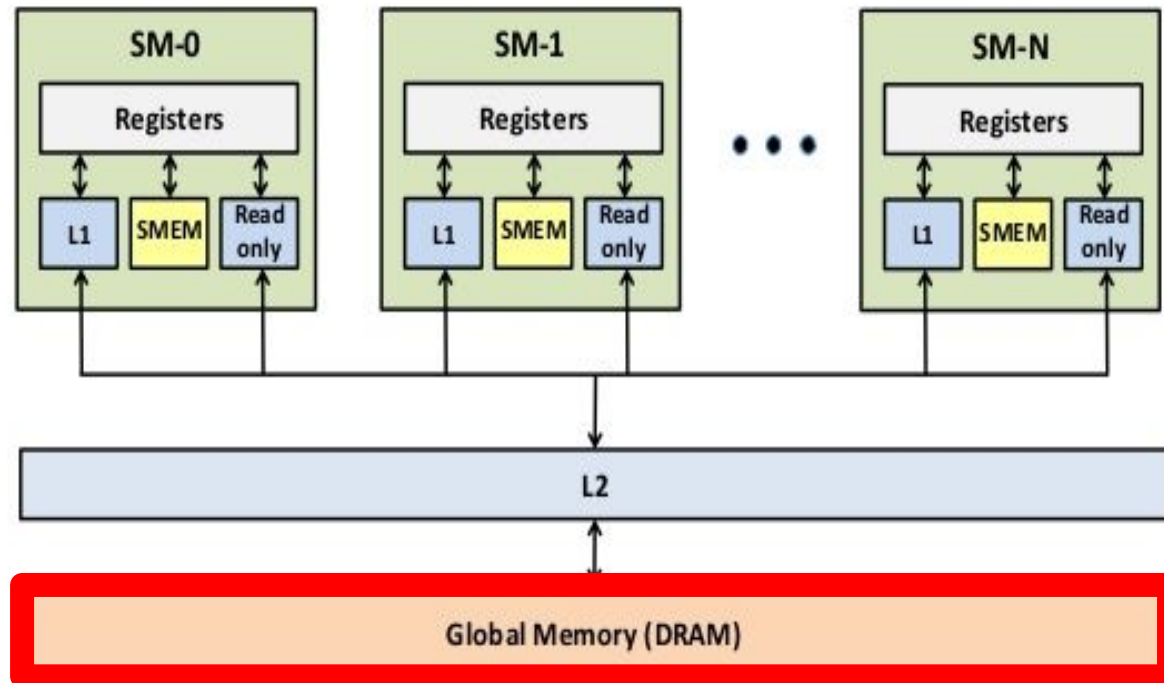 SM-0
Registers
L1
SMEM
Read
only
SM-1
Registers
L1
SMEM
Read
only
SM-N
Registers
L1
SMEM
Read
only
L2
Global Memory (DRAM)